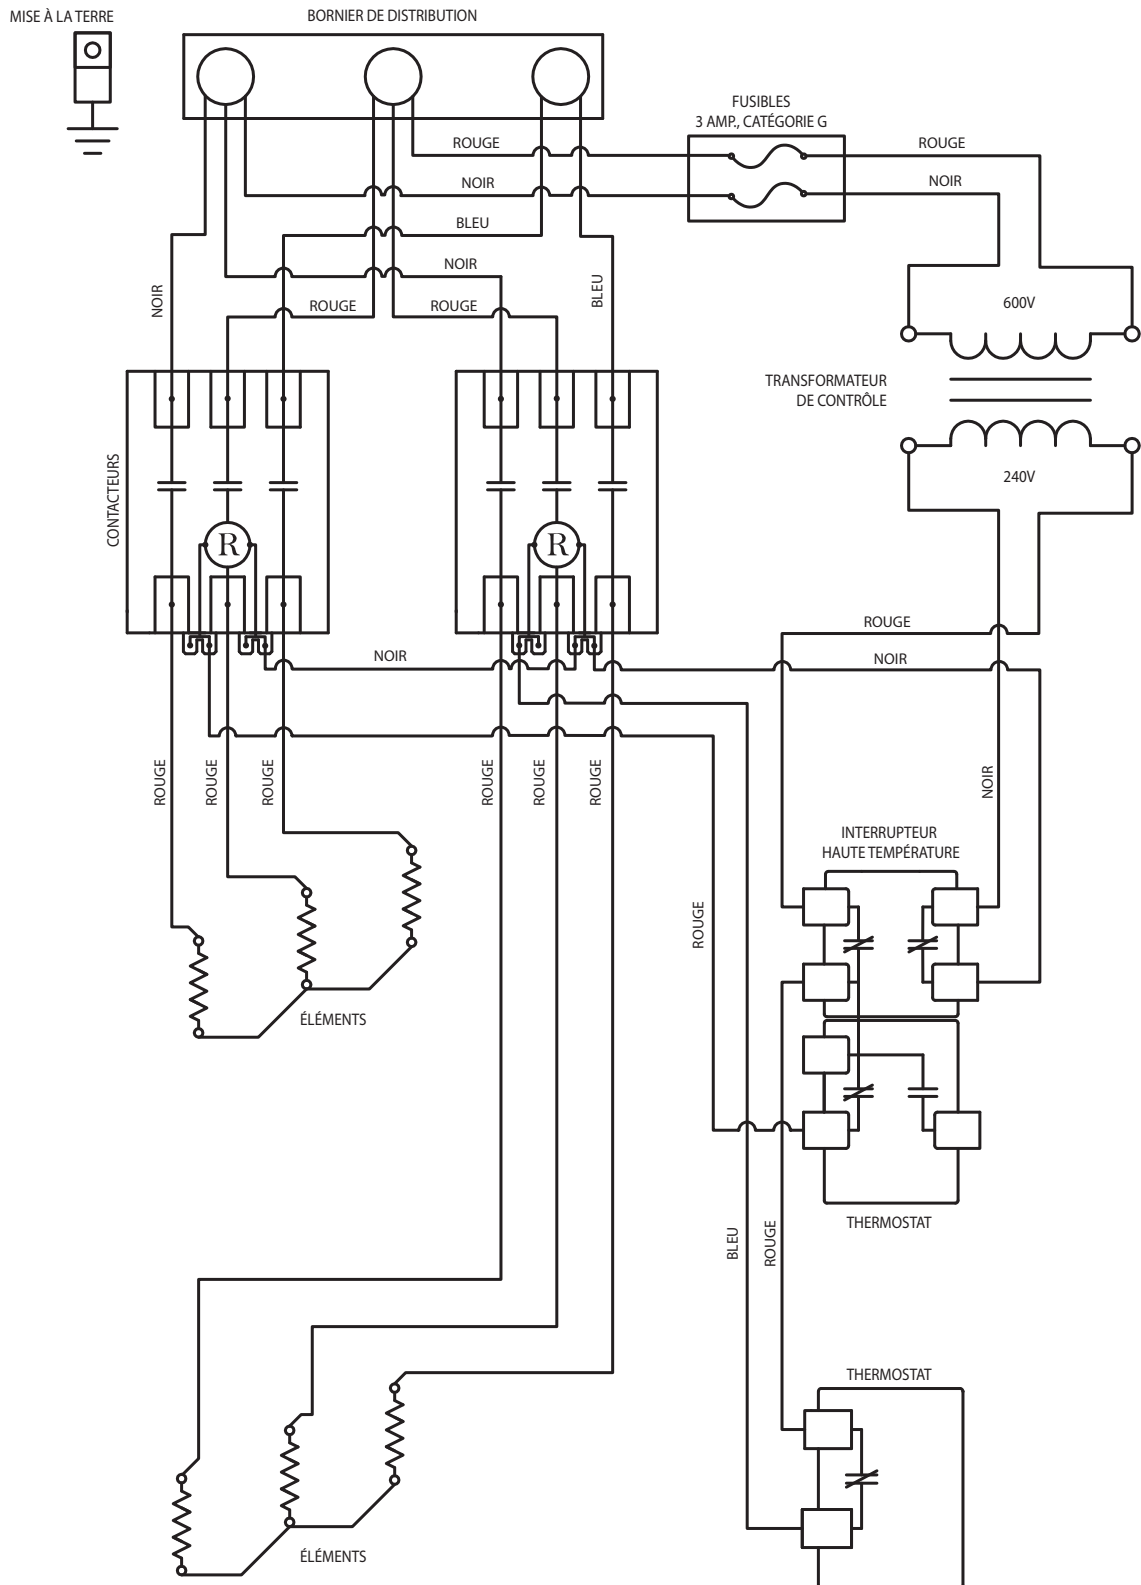 MISE À LA TERRE
BORNIER DE DISTRIBUTION
FUSIBLES
3 AMP., CATÉGORIE G
ROUGE
ROUGE
NOIR
NOIR
BLEU
NOIR
NOIR
BLEU
ROUGE
ROUGE
600V
TRANSFORMATEUR
DE CONTRÔLE
240V
CONTACTEURS
R
R
ROUGE
NOIR
NOIR
ROUGE
ROUGE
ROUGE
ROUGE
ROUGE
ROUGE
NOIR
INTERRUPTEUR
HAUTE TEMPÉRATURE
ROUGE
ÉLÉMENTS
THERMOSTAT
BLEU
ROUGE
THERMOSTAT
ÉLÉMENTS